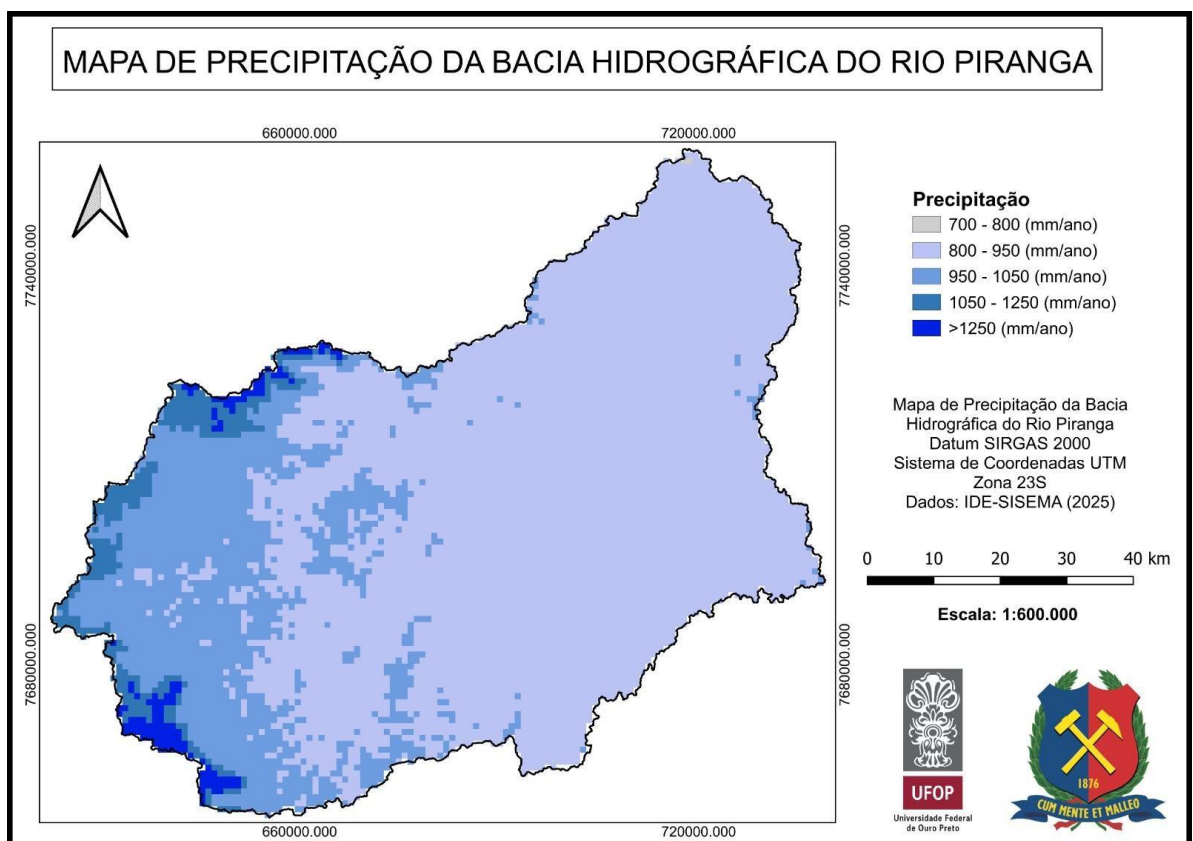 MAPA DE PRECIPITAÇÃO DA BACIA HIDROGRÁFICA DO RIO PIRANGA
660000.000
720000.000
7740000.000
7740000.000
Precipitação
700 - 800 (mm/ano)
800 - 950 (mm/ano)
950 - 1050 (mm/ano)
1050 - 1250 (mm/ano)
>1250 (mm/ano)
Mapa de Precipitação da Bacia
Hidrográfica do Rio Piranga
Datum SIRGAS 2000
Sistema de Coordenadas UTM
Zona 23S
Dados: IDE-SISEMA (2025)
0 10 20 30 40 km
Escala: 1:600.000
7680000.000
7680000.000
660000.000
720000.000
UFOP
Universidade Federal
de Ouro Preto
1876
CUM MENTE ET MALLEO